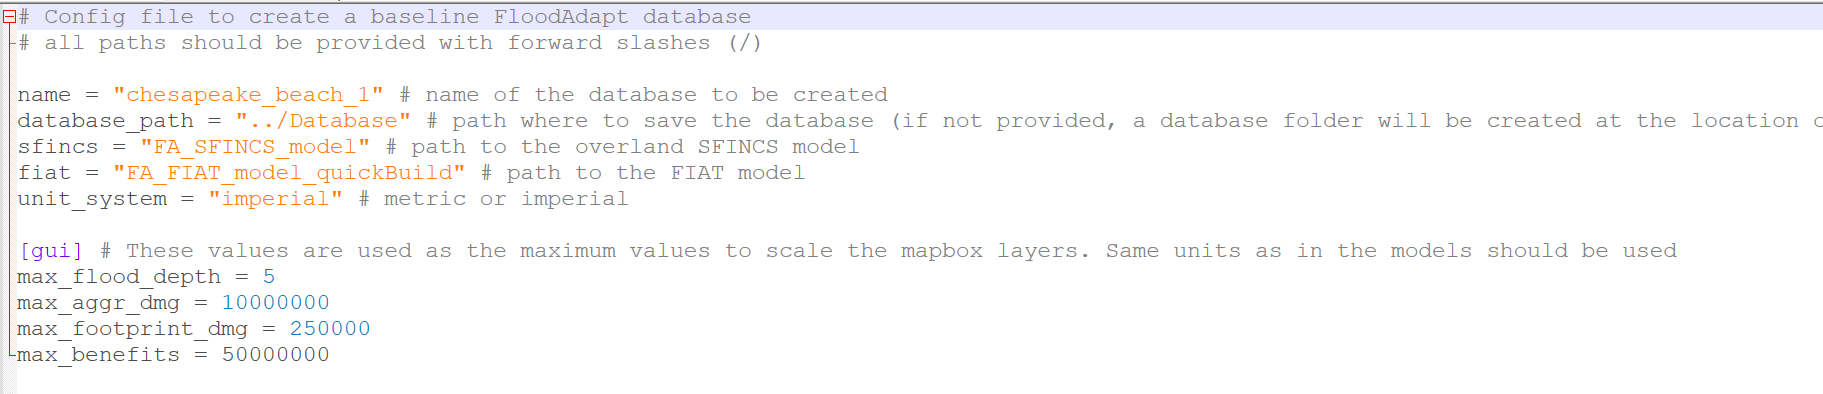 # Config file to create a baseline FloodAdapt database
# all paths should be provided with forward slashes (/)
name = "chesapeake_beach_1" # name of the database to be created
database_path = "../Database" # path where to save the database (if not provided, a database folder will be created at the location
sfincs = "FA_SFINCS_model" # path to the overland SFINCS model
fiat = "FA_FIAT_model_quickBuild" # path to the FIAT model
unit_system = "imperial" # metric or imperial
[gui] # These values are used as the maximum values to scale the mapbox layers. Same units as in the models should be used
max_flood_depth = 5
max_aggr_dmg = 10000000
max_footprint_dmg = 250000
max_benefits = 50000000